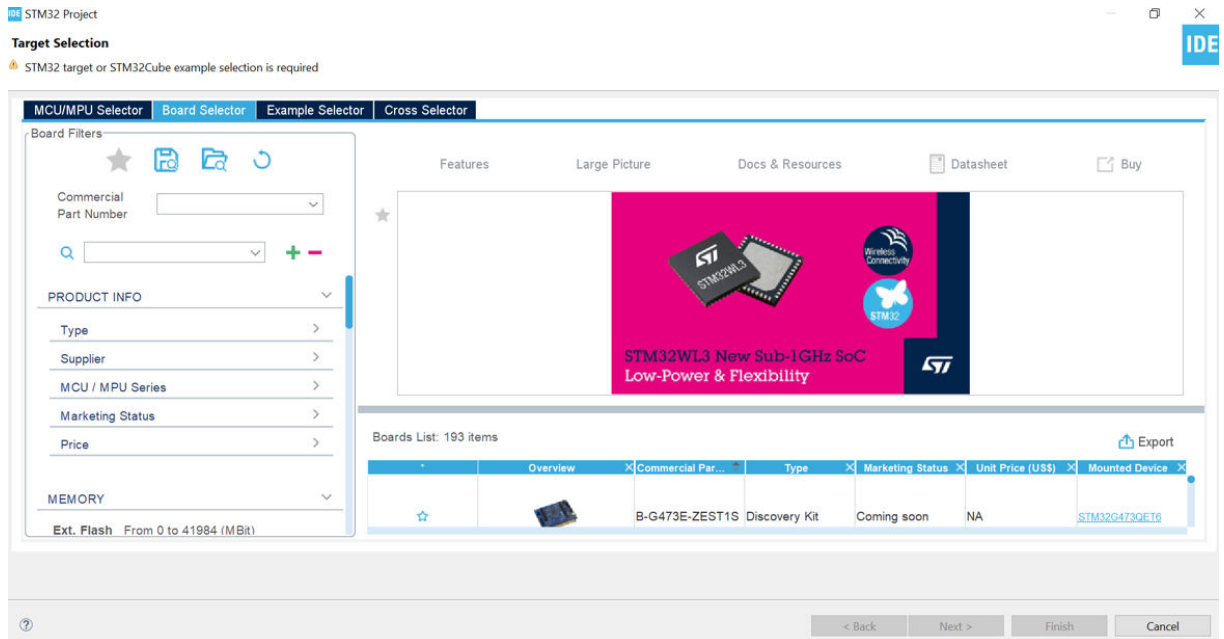 IDE STM32 Project
Target Selection
IDE
STM32 target or STM32Cube example selection is required
MCU/MPU Selector Board Selector Example Selector Cross Selector
Board Filters
Commercial
Part Number
PRODUCT INFO
Type
Supplier
MCU / MPU Series
Marketing Status
Price
MEMORY
Ext. Flash From 0 to 41984 (MBit)
Features Large Picture Docs & Resources Datasheet Buy
STM32WL3
Wireless
Connectivity
STM32
STM32WL3 New Sub-1GHz SoC
Low-Power & Flexibility
Boards List: 193 items
Export
* Overview Commercial Par... Type Marketing Status Unit Price (US$) Mounted Device
B-G473E-ZEST1S Discovery Kit Coming soon NA STM32G473QET6
? < Back Next > Finish Cancel